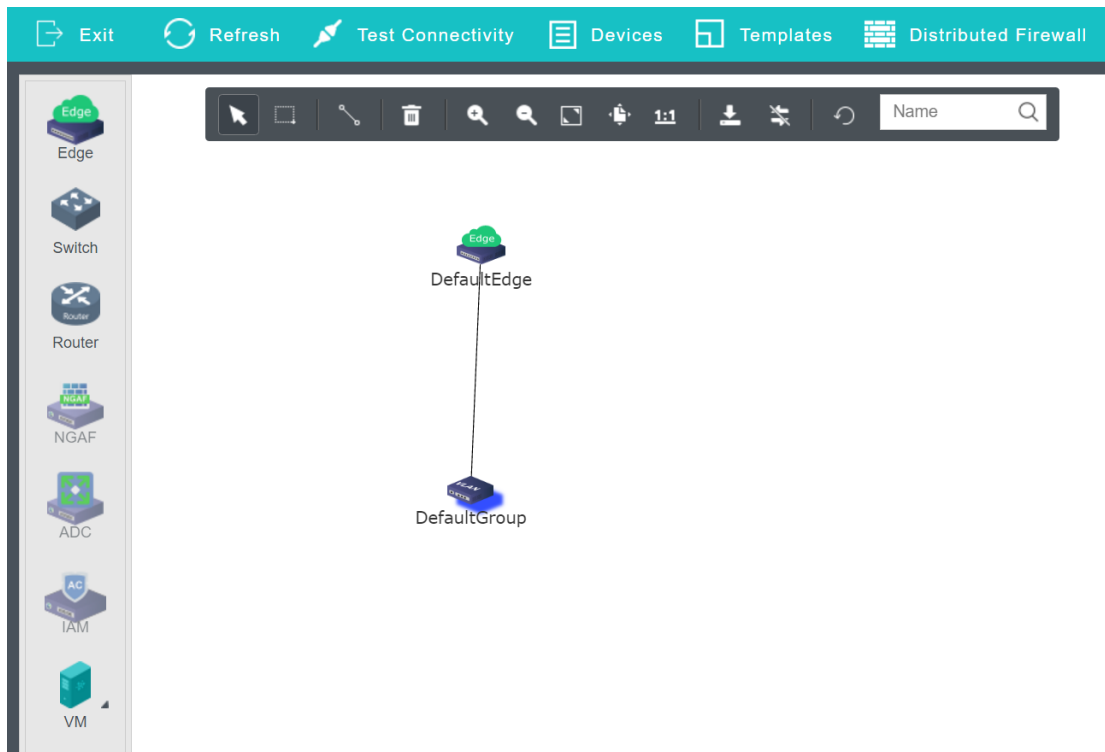 Exit Refresh Test Connectivity Devices Templates Distributed Firewall
1:1 Name
Edge
Edge
Switch
Router
Router
NGAF
NGAF
ADC
AC
IAM
VM
Edge
DefaultEdge
VLAN
DefaultGroup